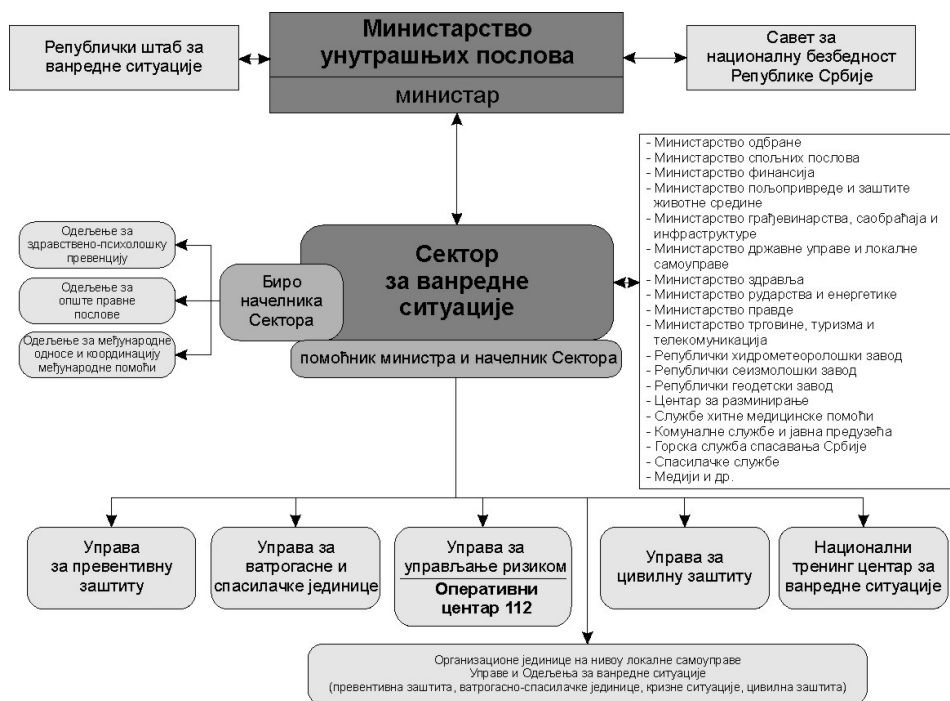 Министарство
унутрашњих послова
министар
Републички штаб за
ванредне ситуације
Савет за
националну безбедност
Републике Србије
- Министарство одбране
- Министарство спољних послова
- Министарство финансија
- Министарство пољопривреде и заштите
животне средине
- Министарство грађевинарства, саобраћаја и
инфраструктуре
- Министарство државне управе и локалне
самоуправе
- Министарство здравља
- Министарство рударства и енергетике
- Министарство правде
- Министарство трговине, туризма и
телекомуникација
- Републички хидрометеоролошки завод
- Републички сеизмолошки завод
- Републички геодетски завод
- Центар за разминирање
- Службе хитне медицинске помоћи
- Комуналне службе и јавна предузећа
- Горска служба спасавања Србије
- Спасилачке службе
- Медији и др.
Одељење за
здравствено-психолошку
превенцију
Одељење за
опште правне
послове
Одељење за међународне
односе и координацију
међународне помоћи
Биро
начелника
Сектора
Сектор
за ванредне
ситуације
помоћник министра и начелник Сектора
Управа
за превентивну
заштиту
Управа за
ватрогасне и
спасилачке јединице
Управа за
управљање ризиком
Оперативни
центар 112
Управа за
цивилну заштиту
Национални
тренинг центар за
ванредне ситуације
Организационе јединице на нивоу локалне самоуправе
Управе и Одељења за ванредне ситуације
(превентивна заштита, ватрогасно-спасилачке јединице, кризне ситуације, цивилна заштита)